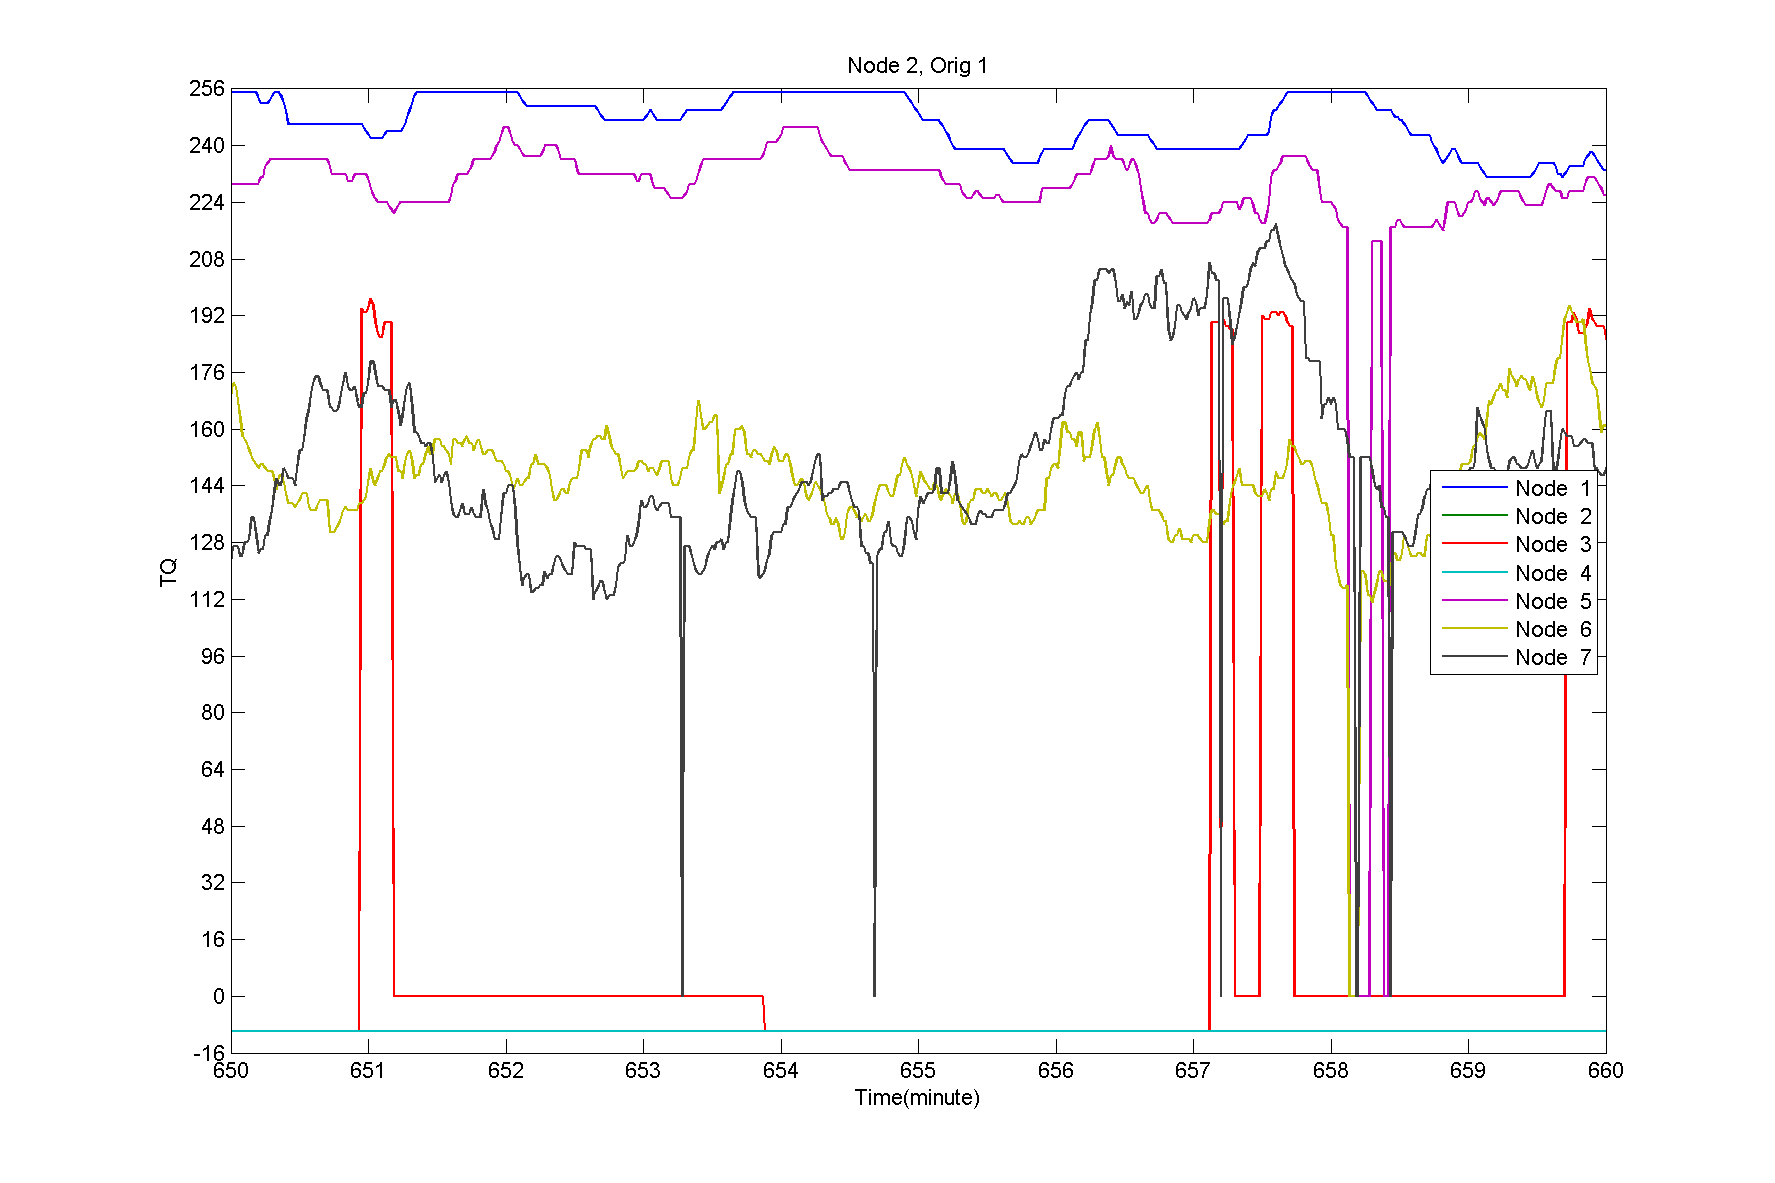 Node 2, Orig 1
256
240
224
208
192
176
160
144
128
112
96
80
64
48
32
16
0
-16
TQ
Node 1
Node 2
Node 3
Node 4
Node 5
Node 6
Node 7
650 651 652 653 654 655 656 657 658 659 660
Time(minute)